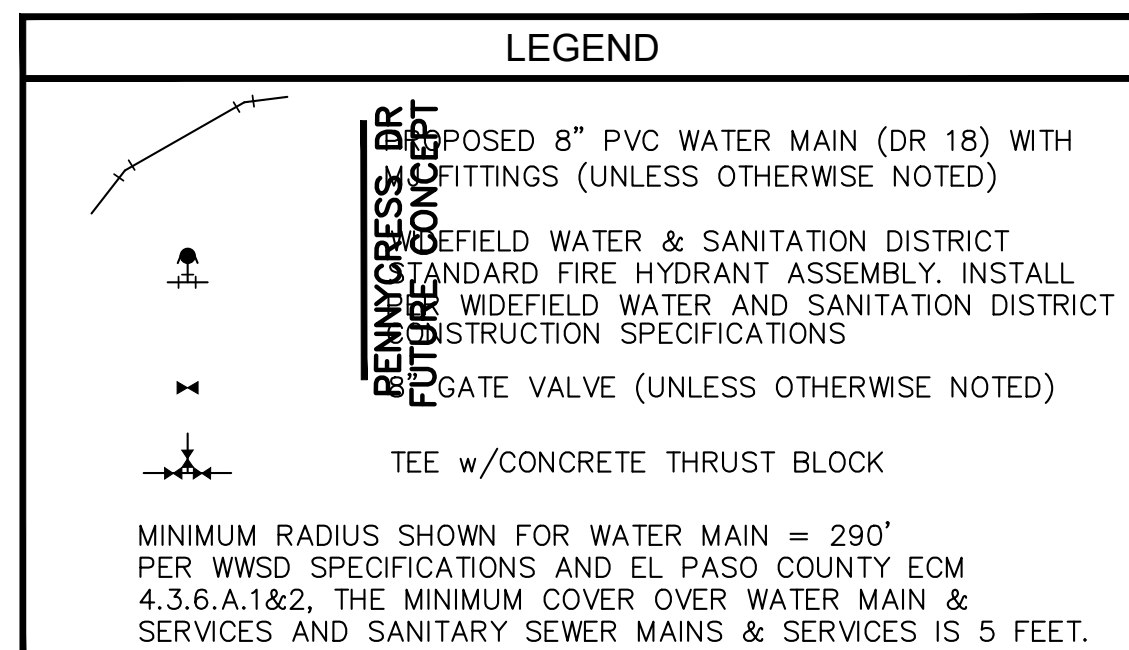 LEGEND
PROPOSED 8" PVC WATER MAIN (DR 18) WITH
MJ FITTINGS (UNLESS OTHERWISE NOTED)
WIDEFIELD WATER & SANITATION DISTRICT
STANDARD FIRE HYDRANT ASSEMBLY. INSTALL
PER WIDEFIELD WATER AND SANITATION DISTRICT
CONSTRUCTION SPECIFICATIONS
8" GATE VALVE (UNLESS OTHERWISE NOTED)
TEE w/CONCRETE THRUST BLOCK
MINIMUM RADIUS SHOWN FOR WATER MAIN = 290'
PER WWSD SPECIFICATIONS AND EL PASO COUNTY ECM
4.3.6.A.1&2, THE MINIMUM COVER OVER WATER MAIN &
SERVICES AND SANITARY SEWER MAINS & SERVICES IS 5 FEET.
PENNYCRESS DR
FUTURE CONCEPT